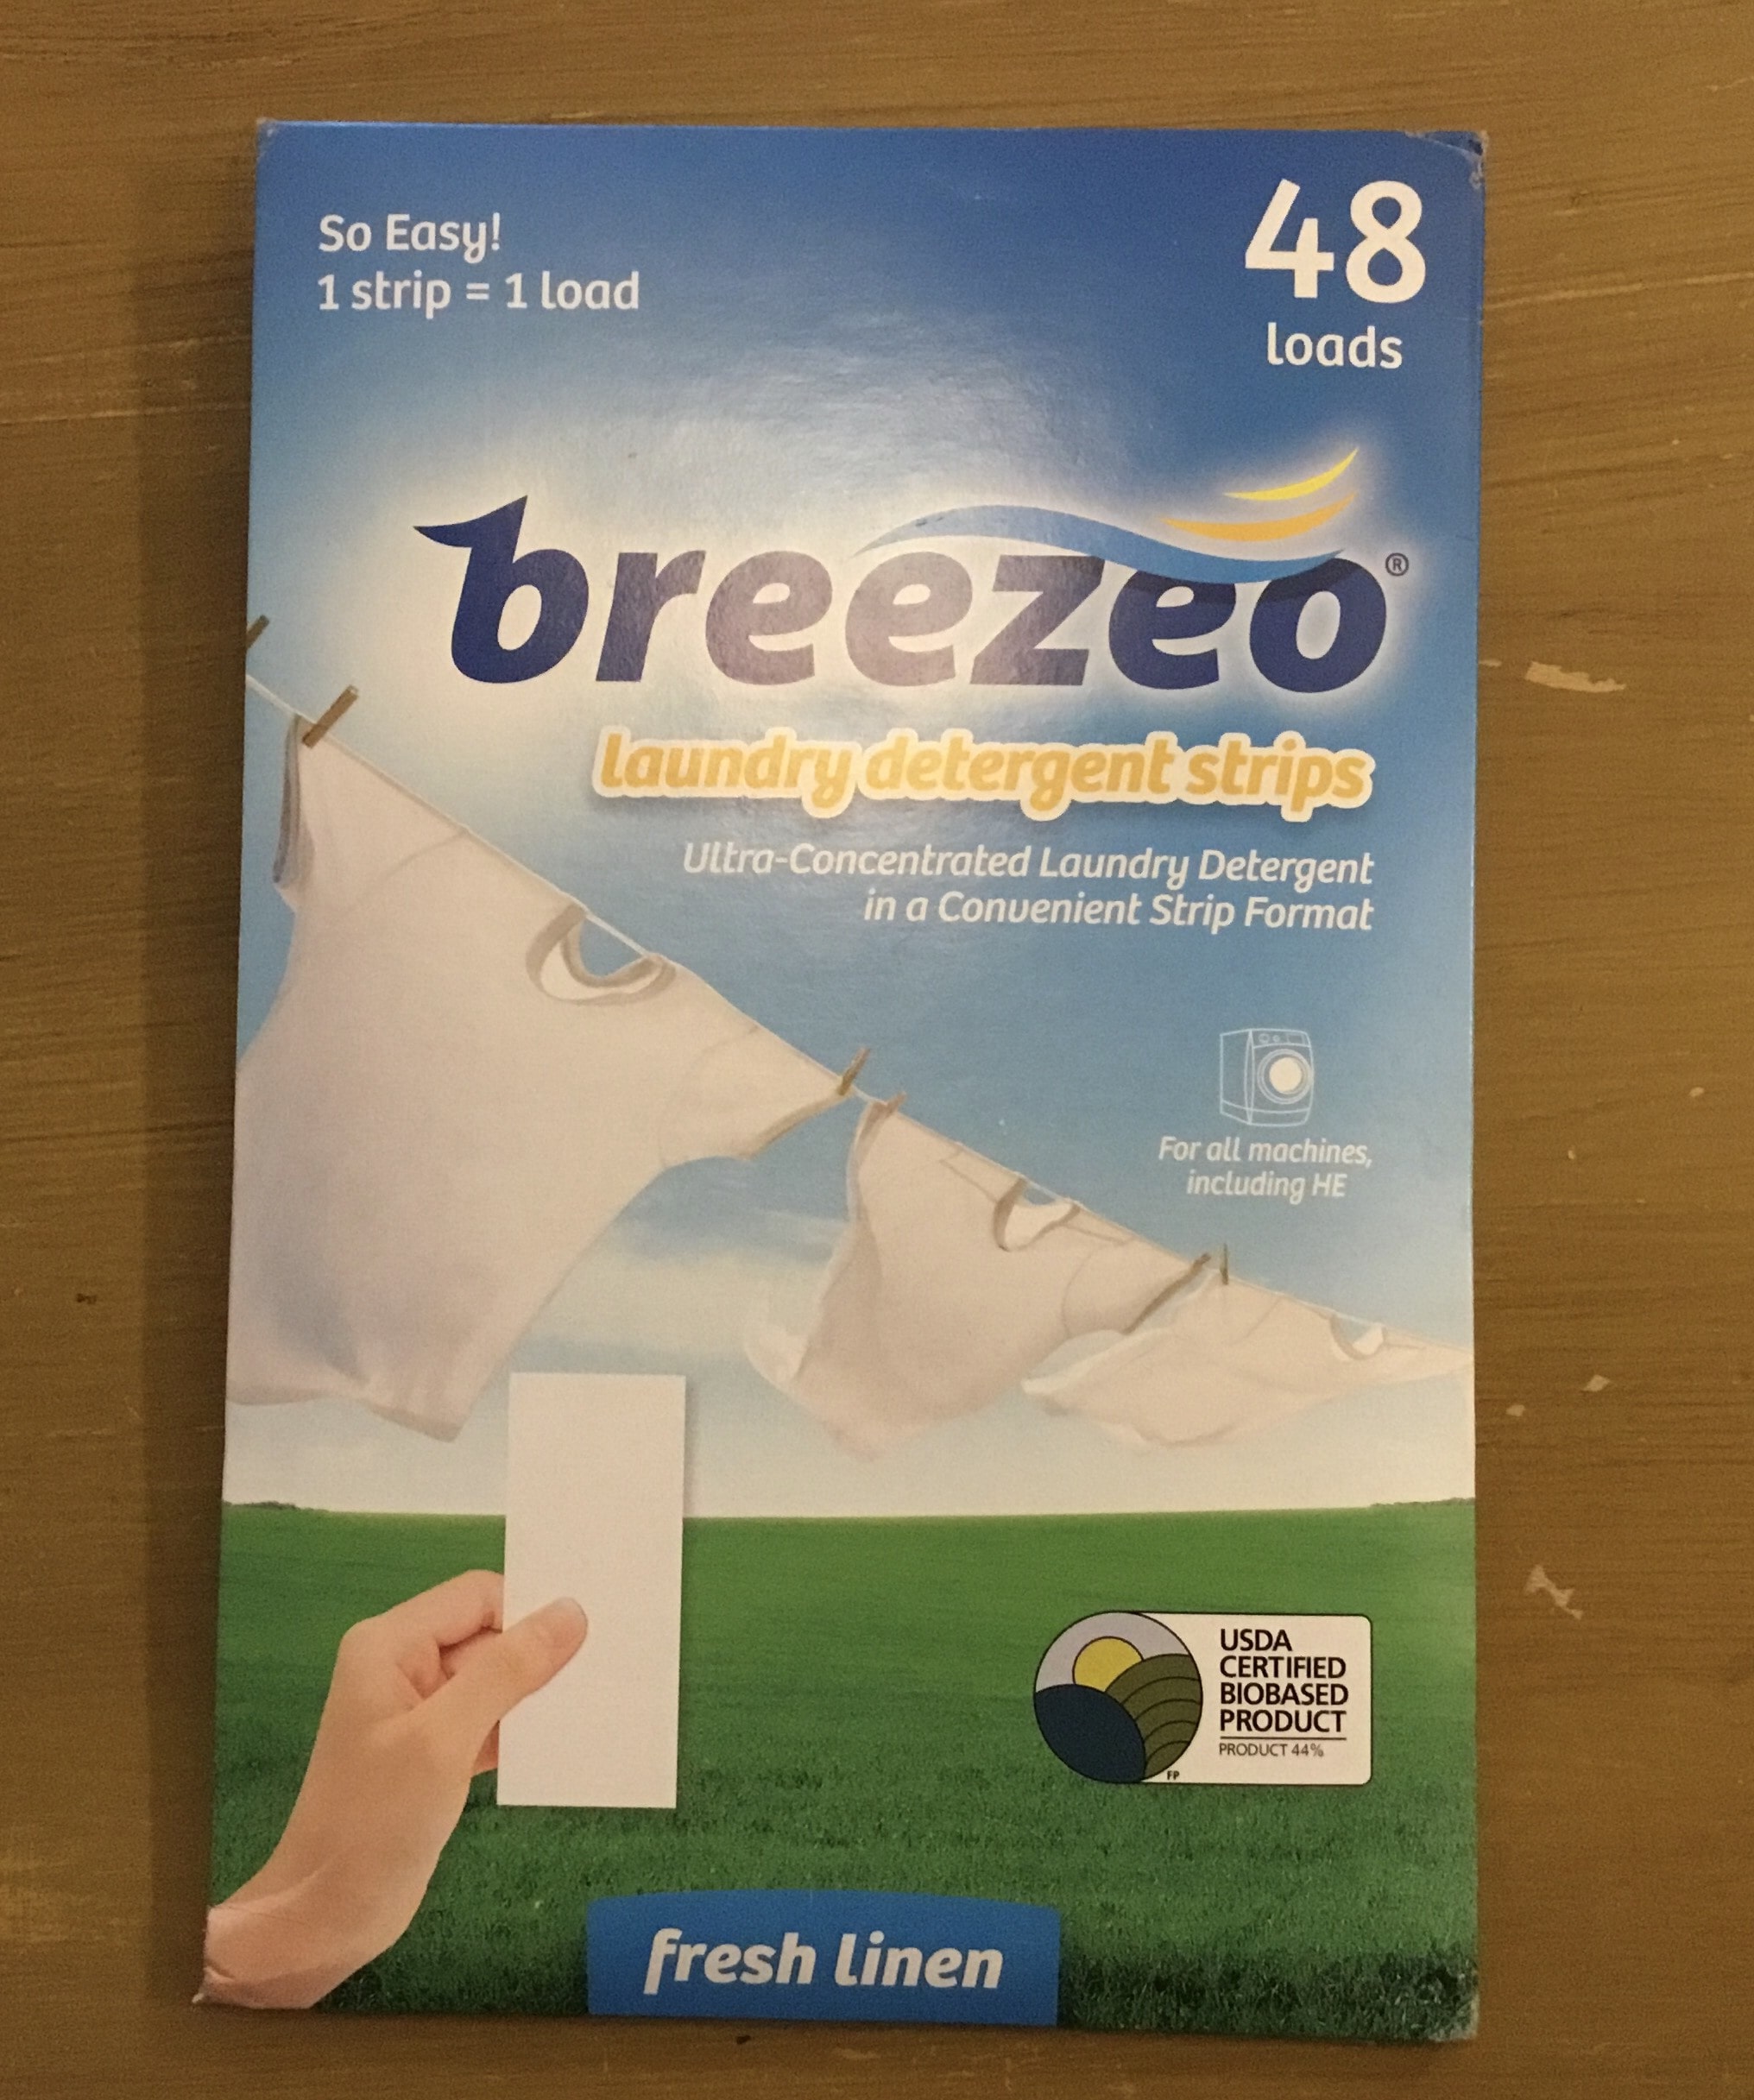 So Easy!
1 strip = 1 load
48
loads
breezeo®
laundry detergent strips
Ultra-Concentrated Laundry Detergent
in a Convenient Strip Format
For all machines,
including HE
USDA
CERTIFIED
BIOBASED
PRODUCT
PRODUCT 44%
FP
fresh linen